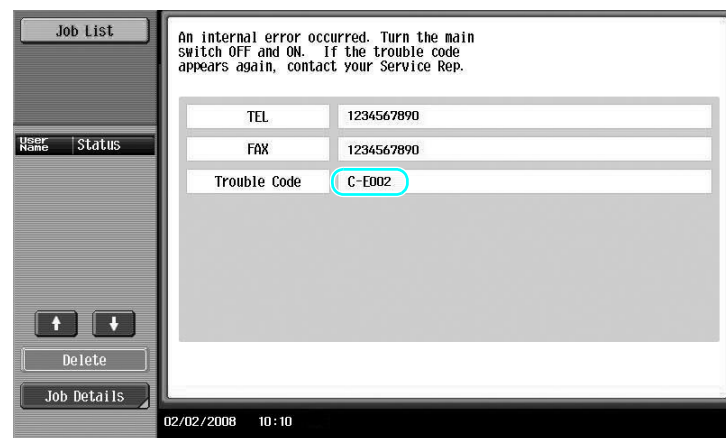 Job List
An internal error occurred. Turn the main
switch OFF and ON. If the trouble code
appears again, contact your Service Rep.
TEL 1234567890
User Name Status
FAX 1234567890
Trouble Code C-E002
Delete
Job Details
02/02/2008 10:10